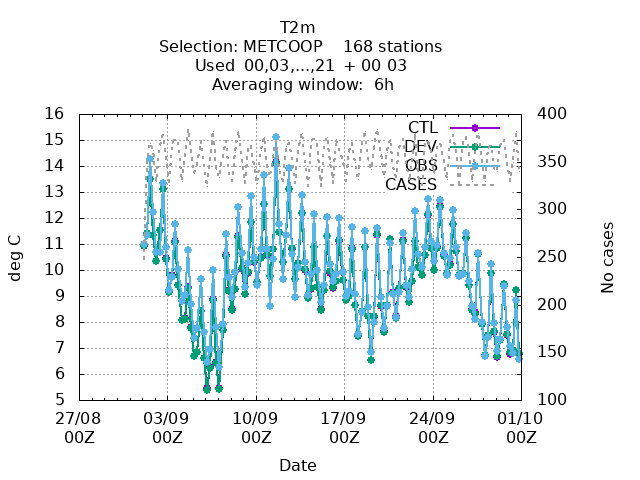 T2m
Selection: METCOOP    168 stations
Used  00,03,...,21  + 00 03
Averaging window:  6h
16
15
14
13
12
11
10
9
8
7
6
5
deg C
400
350
300
250
200
150
100
No cases
CTL
DEV
OBS
CASES
27/08 03/09 10/09 17/09 24/09 01/10
00Z 00Z 00Z 00Z 00Z 00Z
Date